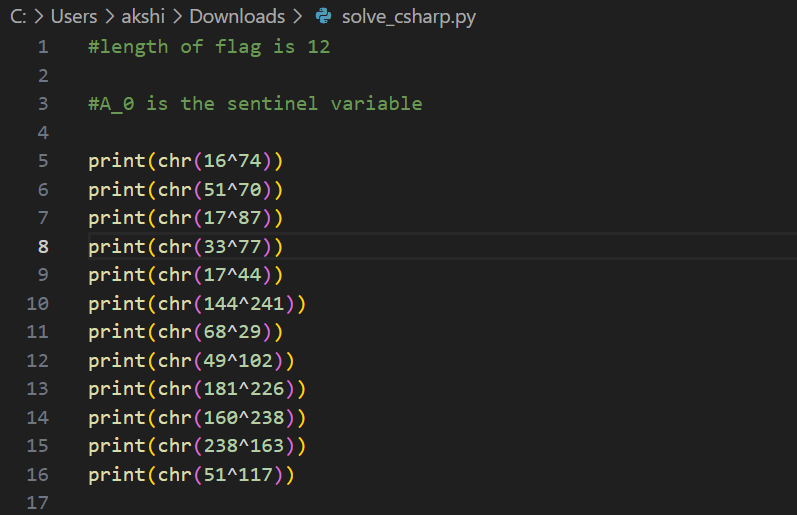 C: > Users > akshi > Downloads > solve_csharp.py
1 #length of flag is 12
2
3 #A_0 is the sentinel variable
4
5 print(chr(16^74))
6 print(chr(51^70))
7 print(chr(17^87))
8 print(chr(33^77))
9 print(chr(17^44))
10 print(chr(144^241))
11 print(chr(68^29))
12 print(chr(49^102))
13 print(chr(181^226))
14 print(chr(160^238))
15 print(chr(238^163))
16 print(chr(51^117))
17